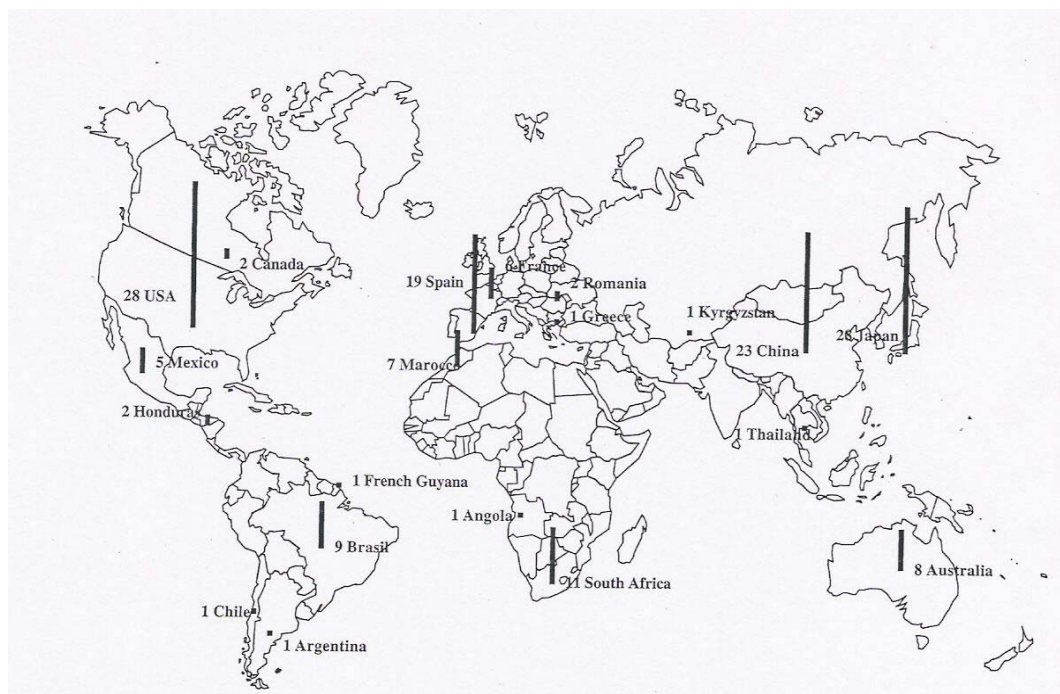 2 Canada
6 France
19 Spain
2 Romania
28 USA
1 Kyrgyzstan
1 Greece
28 Japan
23 China
5 Mexico
7 Marocco
2 Honduras
1 Thailand
1 French Guyana
1 Angola
9 Brasil
8 Australia
11 South Africa
1 Chile
1 Argentina